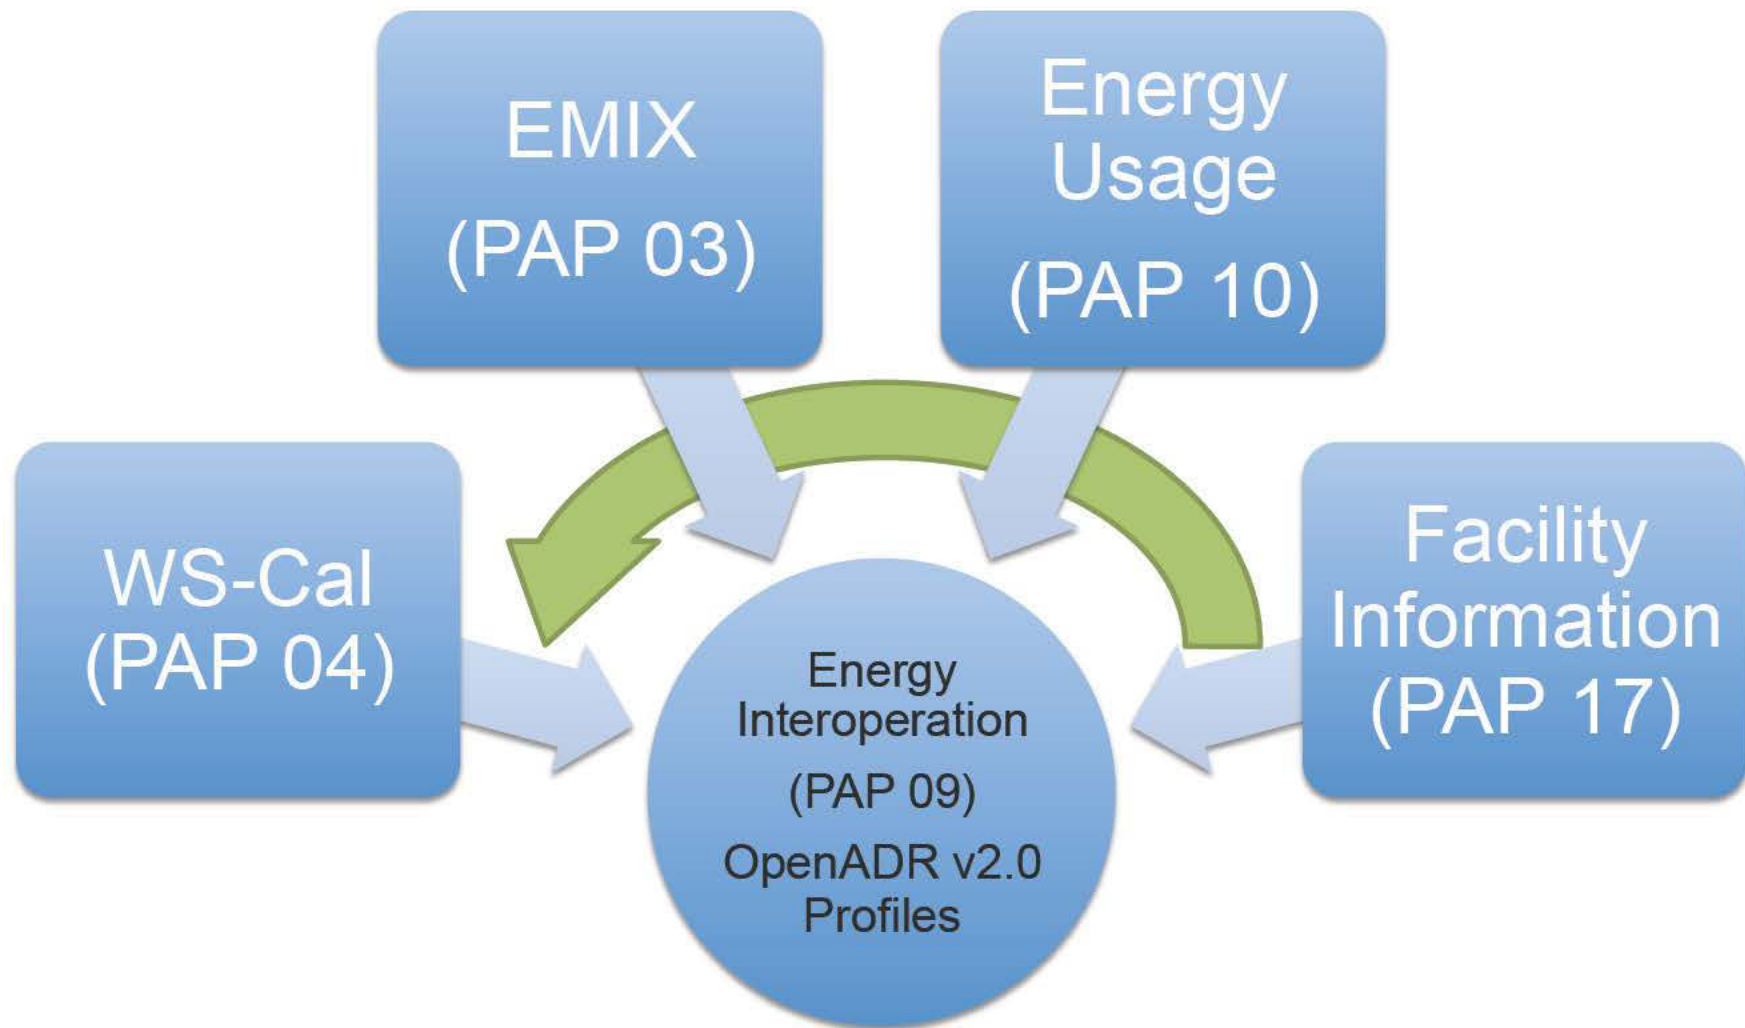 EMIX
(PAP 03)
Energy
Usage
(PAP 10)
WS-Cal
(PAP 04)
Facility
Information
(PAP 17)
Energy
Interoperation
(PAP 09)
OpenADR v2.0
Profiles